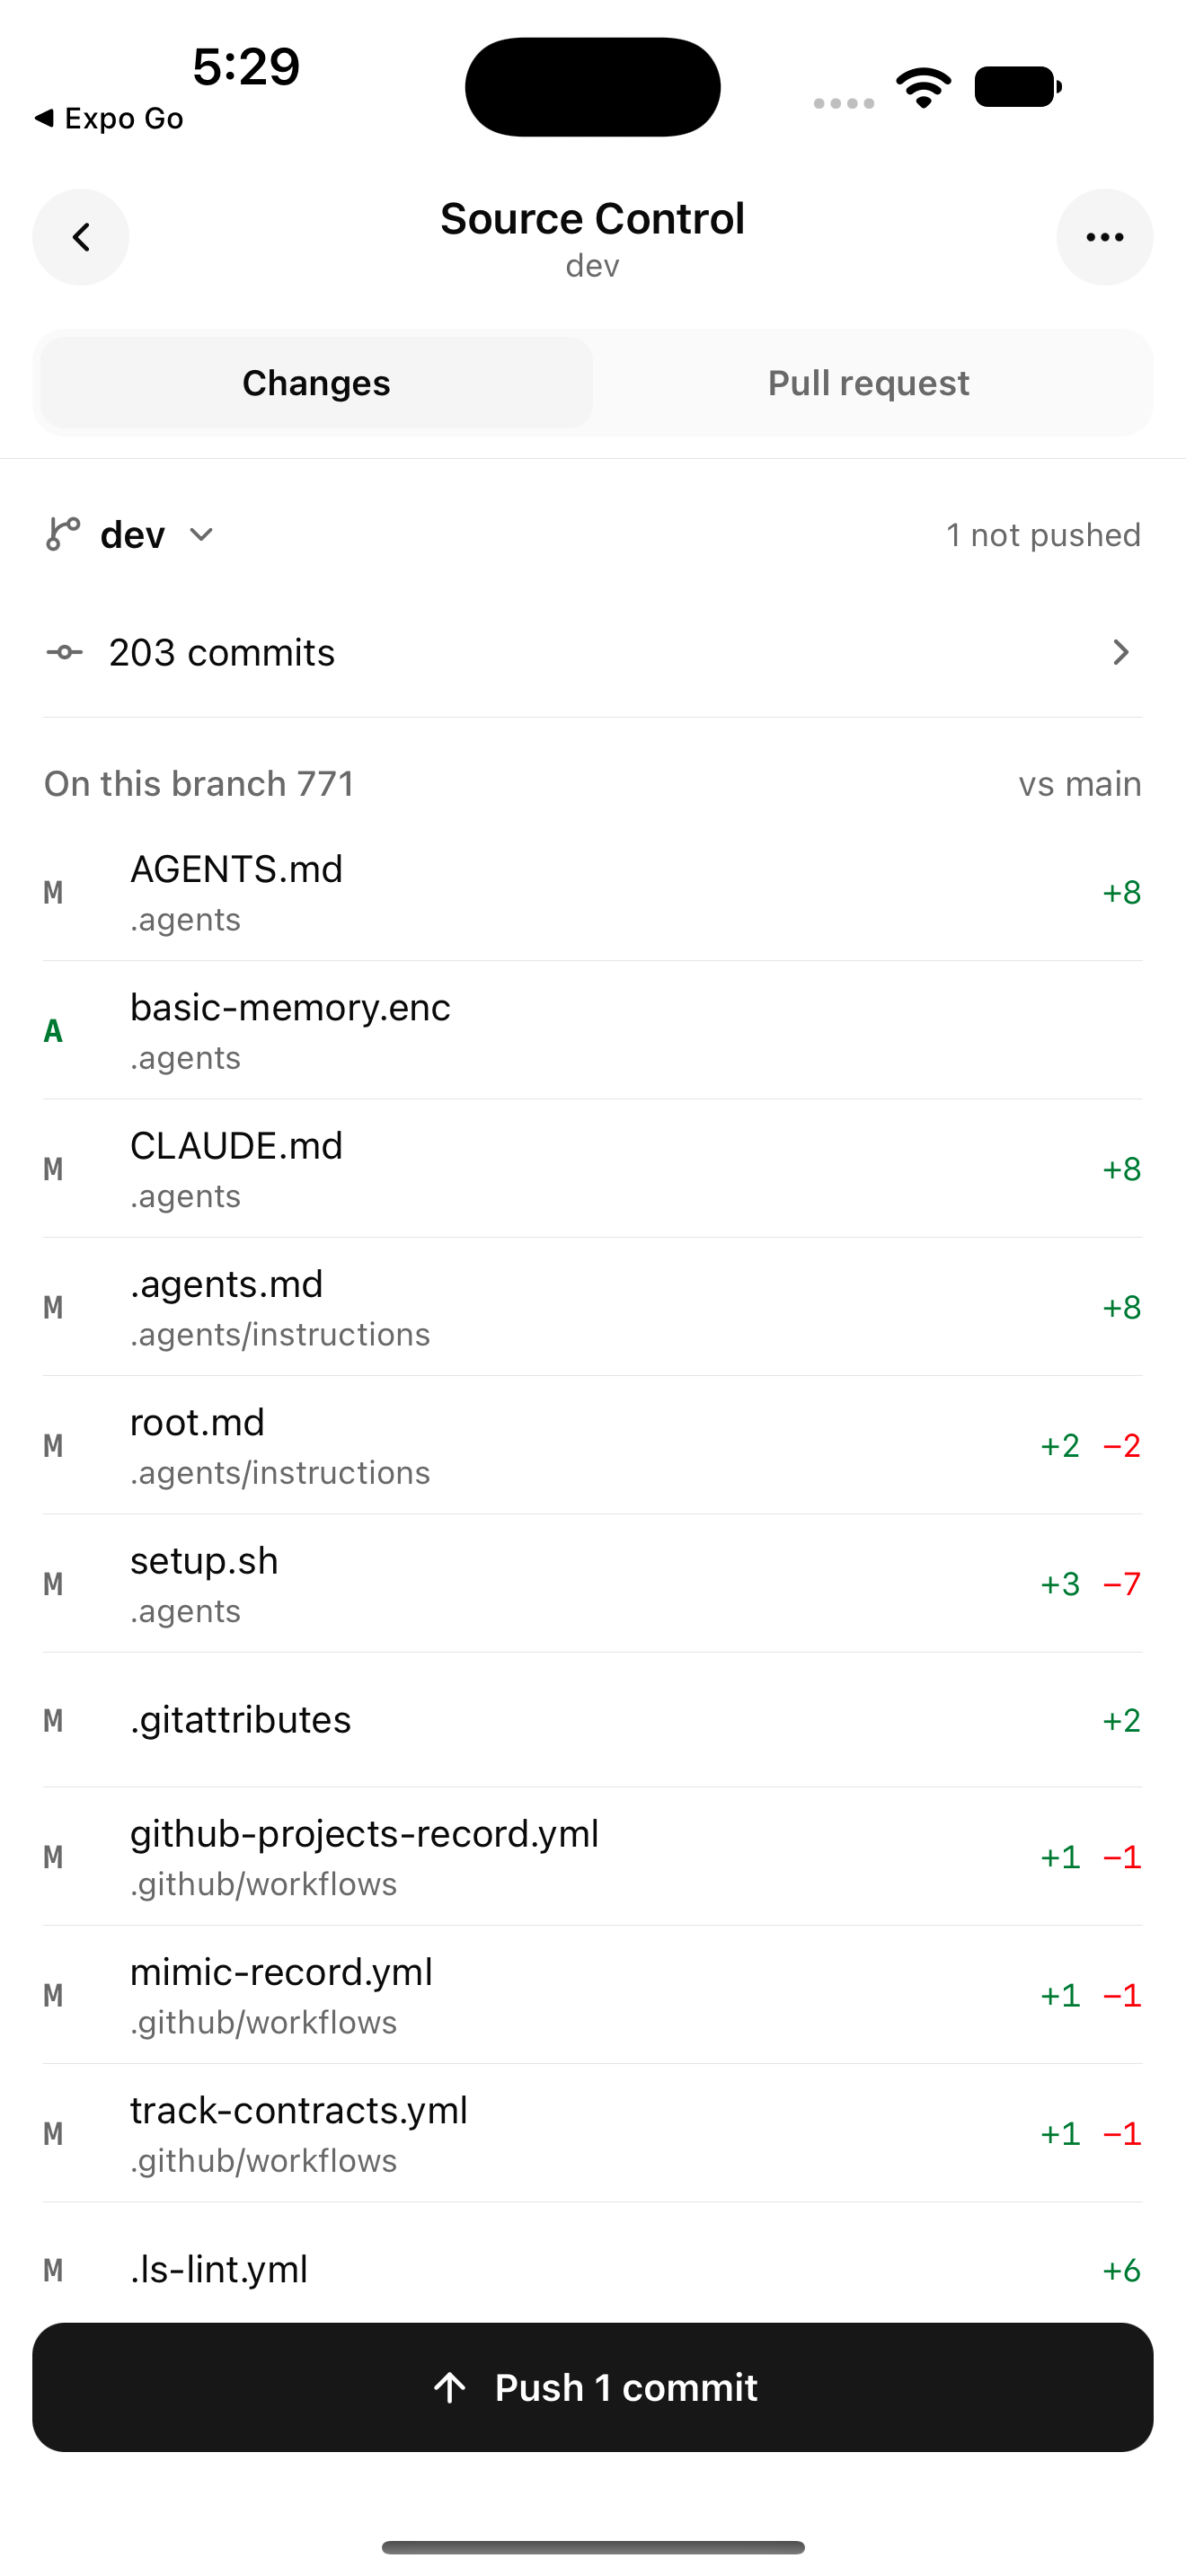 5:29
◀ Expo Go
Source Control
dev
Changes
Pull request
dev
1 not pushed
203 commits
On this branch 771
vs main
M
AGENTS.md
.agents
+8
A
basic-memory.enc
.agents
M
CLAUDE.md
.agents
+8
M
.agents.md
.agents/instructions
+8
M
root.md
.agents/instructions
+2 −2
M
setup.sh
.agents
+3 −7
M
.gitattributes
+2
M
github-projects-record.yml
.github/workflows
+1 −1
M
mimic-record.yml
.github/workflows
+1 −1
M
track-contracts.yml
.github/workflows
+1 −1
M
.ls-lint.yml
+6
Push 1 commit